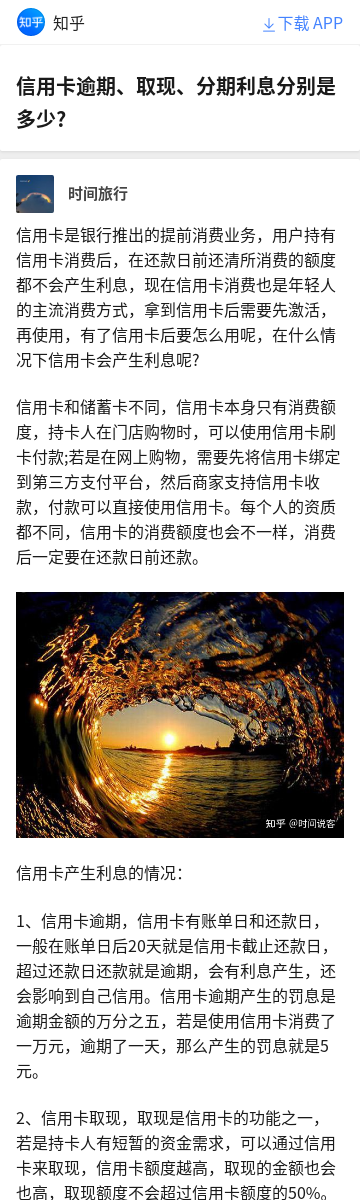 知乎 知乎 下载 APP
信用卡逾期、取现、分期利息分别是
多少?
时间旅行
信用卡是银行推出的提前消费业务，用户持有
信用卡消费后，在还款日前还清所消费的额度
都不会产生利息，现在信用卡消费也是年轻人
的主流消费方式，拿到信用卡后需要先激活，
再使用，有了信用卡后要怎么用呢，在什么情
况下信用卡会产生利息呢?
信用卡和储蓄卡不同，信用卡本身只有消费额
度，持卡人在门店购物时，可以使用信用卡刷
卡付款;若是在网上购物，需要先将信用卡绑定
到第三方支付平台，然后商家支持信用卡收
款，付款可以直接使用信用卡。每个人的资质
都不同，信用卡的消费额度也会不一样，消费
后一定要在还款日前还款。
知乎 @时间说客
信用卡产生利息的情况：
1、信用卡逾期，信用卡有账单日和还款日，
一般在账单日后20天就是信用卡截止还款日，
超过还款日还款就是逾期，会有利息产生，还
会影响到自己信用。信用卡逾期产生的罚息是
逾期金额的万分之五，若是使用信用卡消费了
一万元，逾期了一天，那么产生的罚息就是5
元。
2、信用卡取现，取现是信用卡的功能之一，
若是持卡人有短暂的资金需求，可以通过信用
卡来取现，信用卡额度越高，取现的金额也会
也高，取现额度不会超过信用卡额度的50%。